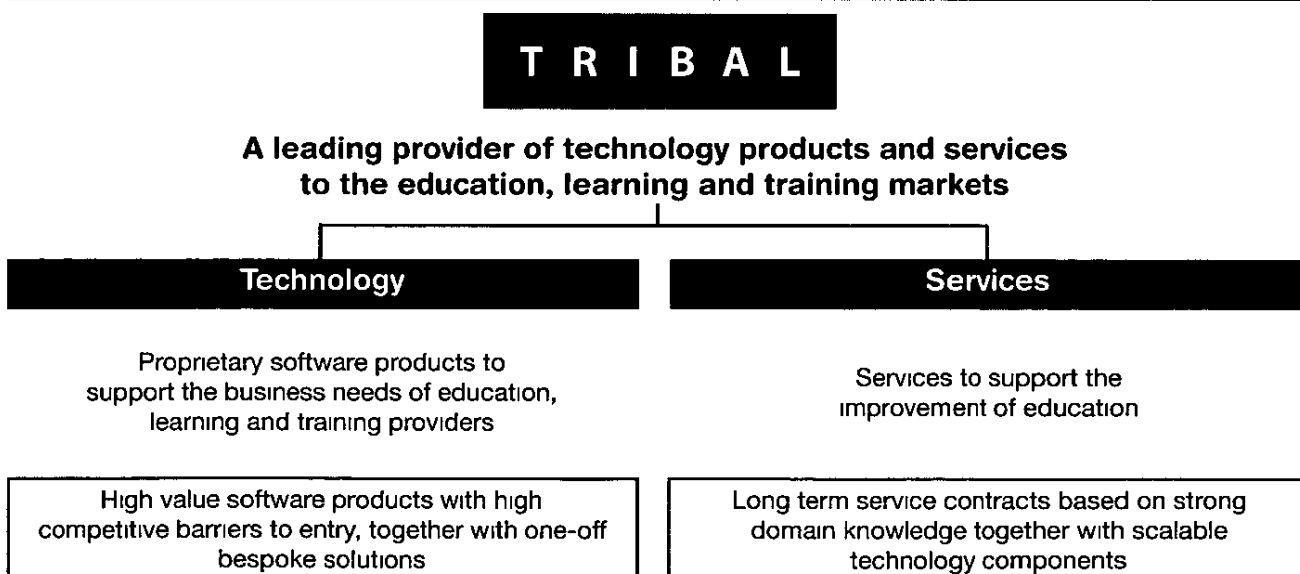 TRIBAL
A leading provider of technology products and services
to the education, learning and training markets
Technology
Services
Proprietary software products to
support the business needs of education,
learning and training providers
Services to support the
improvement of education
High value software products with high
competitive barriers to entry, together with one-off
bespoke solutions
Long term service contracts based on strong
domain knowledge together with scalable
technology components